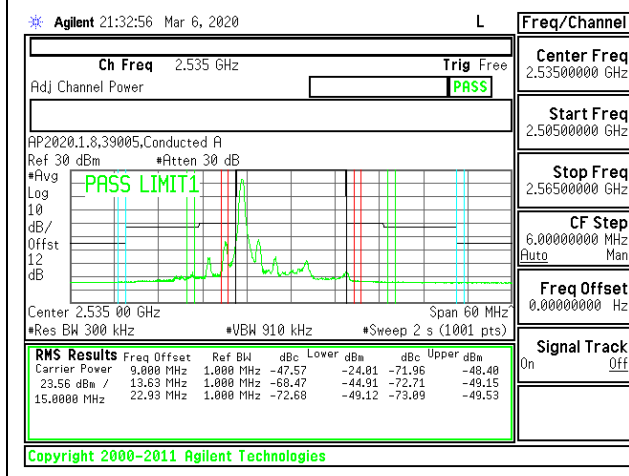 Agilent 21:32:56 Mar 6, 2020 L
Freq/Channel
Ch Freq 2.535 GHz Trig Free
Adj Channel Power PASS
Center Freq
2.53500000 GHz
Start Freq
2.50500000 GHz
Stop Freq
2.56500000 GHz
CF Step
6.00000000 MHz
Auto Man
Freq Offset
0.00000000 Hz
Signal Track
On Off
AP2020.1.8,39005,Conducted A
Ref 30 dBm #Atten 30 dB
#Avg
Log
10
dB/
Offst
12
dB
PASS LIMIT1
Center 2.535 00 GHz Span 60 MHz^
#Res BW 300 kHz #VBW 910 kHz #Sweep 2 s (1001 pts)
RMS Results Freq Offset Ref BW dBc Lower dBm dBc Upper dBm
Carrier Power 9.000 MHz 1.000 MHz -47.57 -24.01 -71.96 -48.40
23.56 dBm / 13.63 MHz 1.000 MHz -68.47 -44.91 -72.71 -49.15
15.0000 MHz 22.93 MHz 1.000 MHz -72.68 -49.12 -73.09 -49.53
Copyright 2000-2011 Agilent Technologies